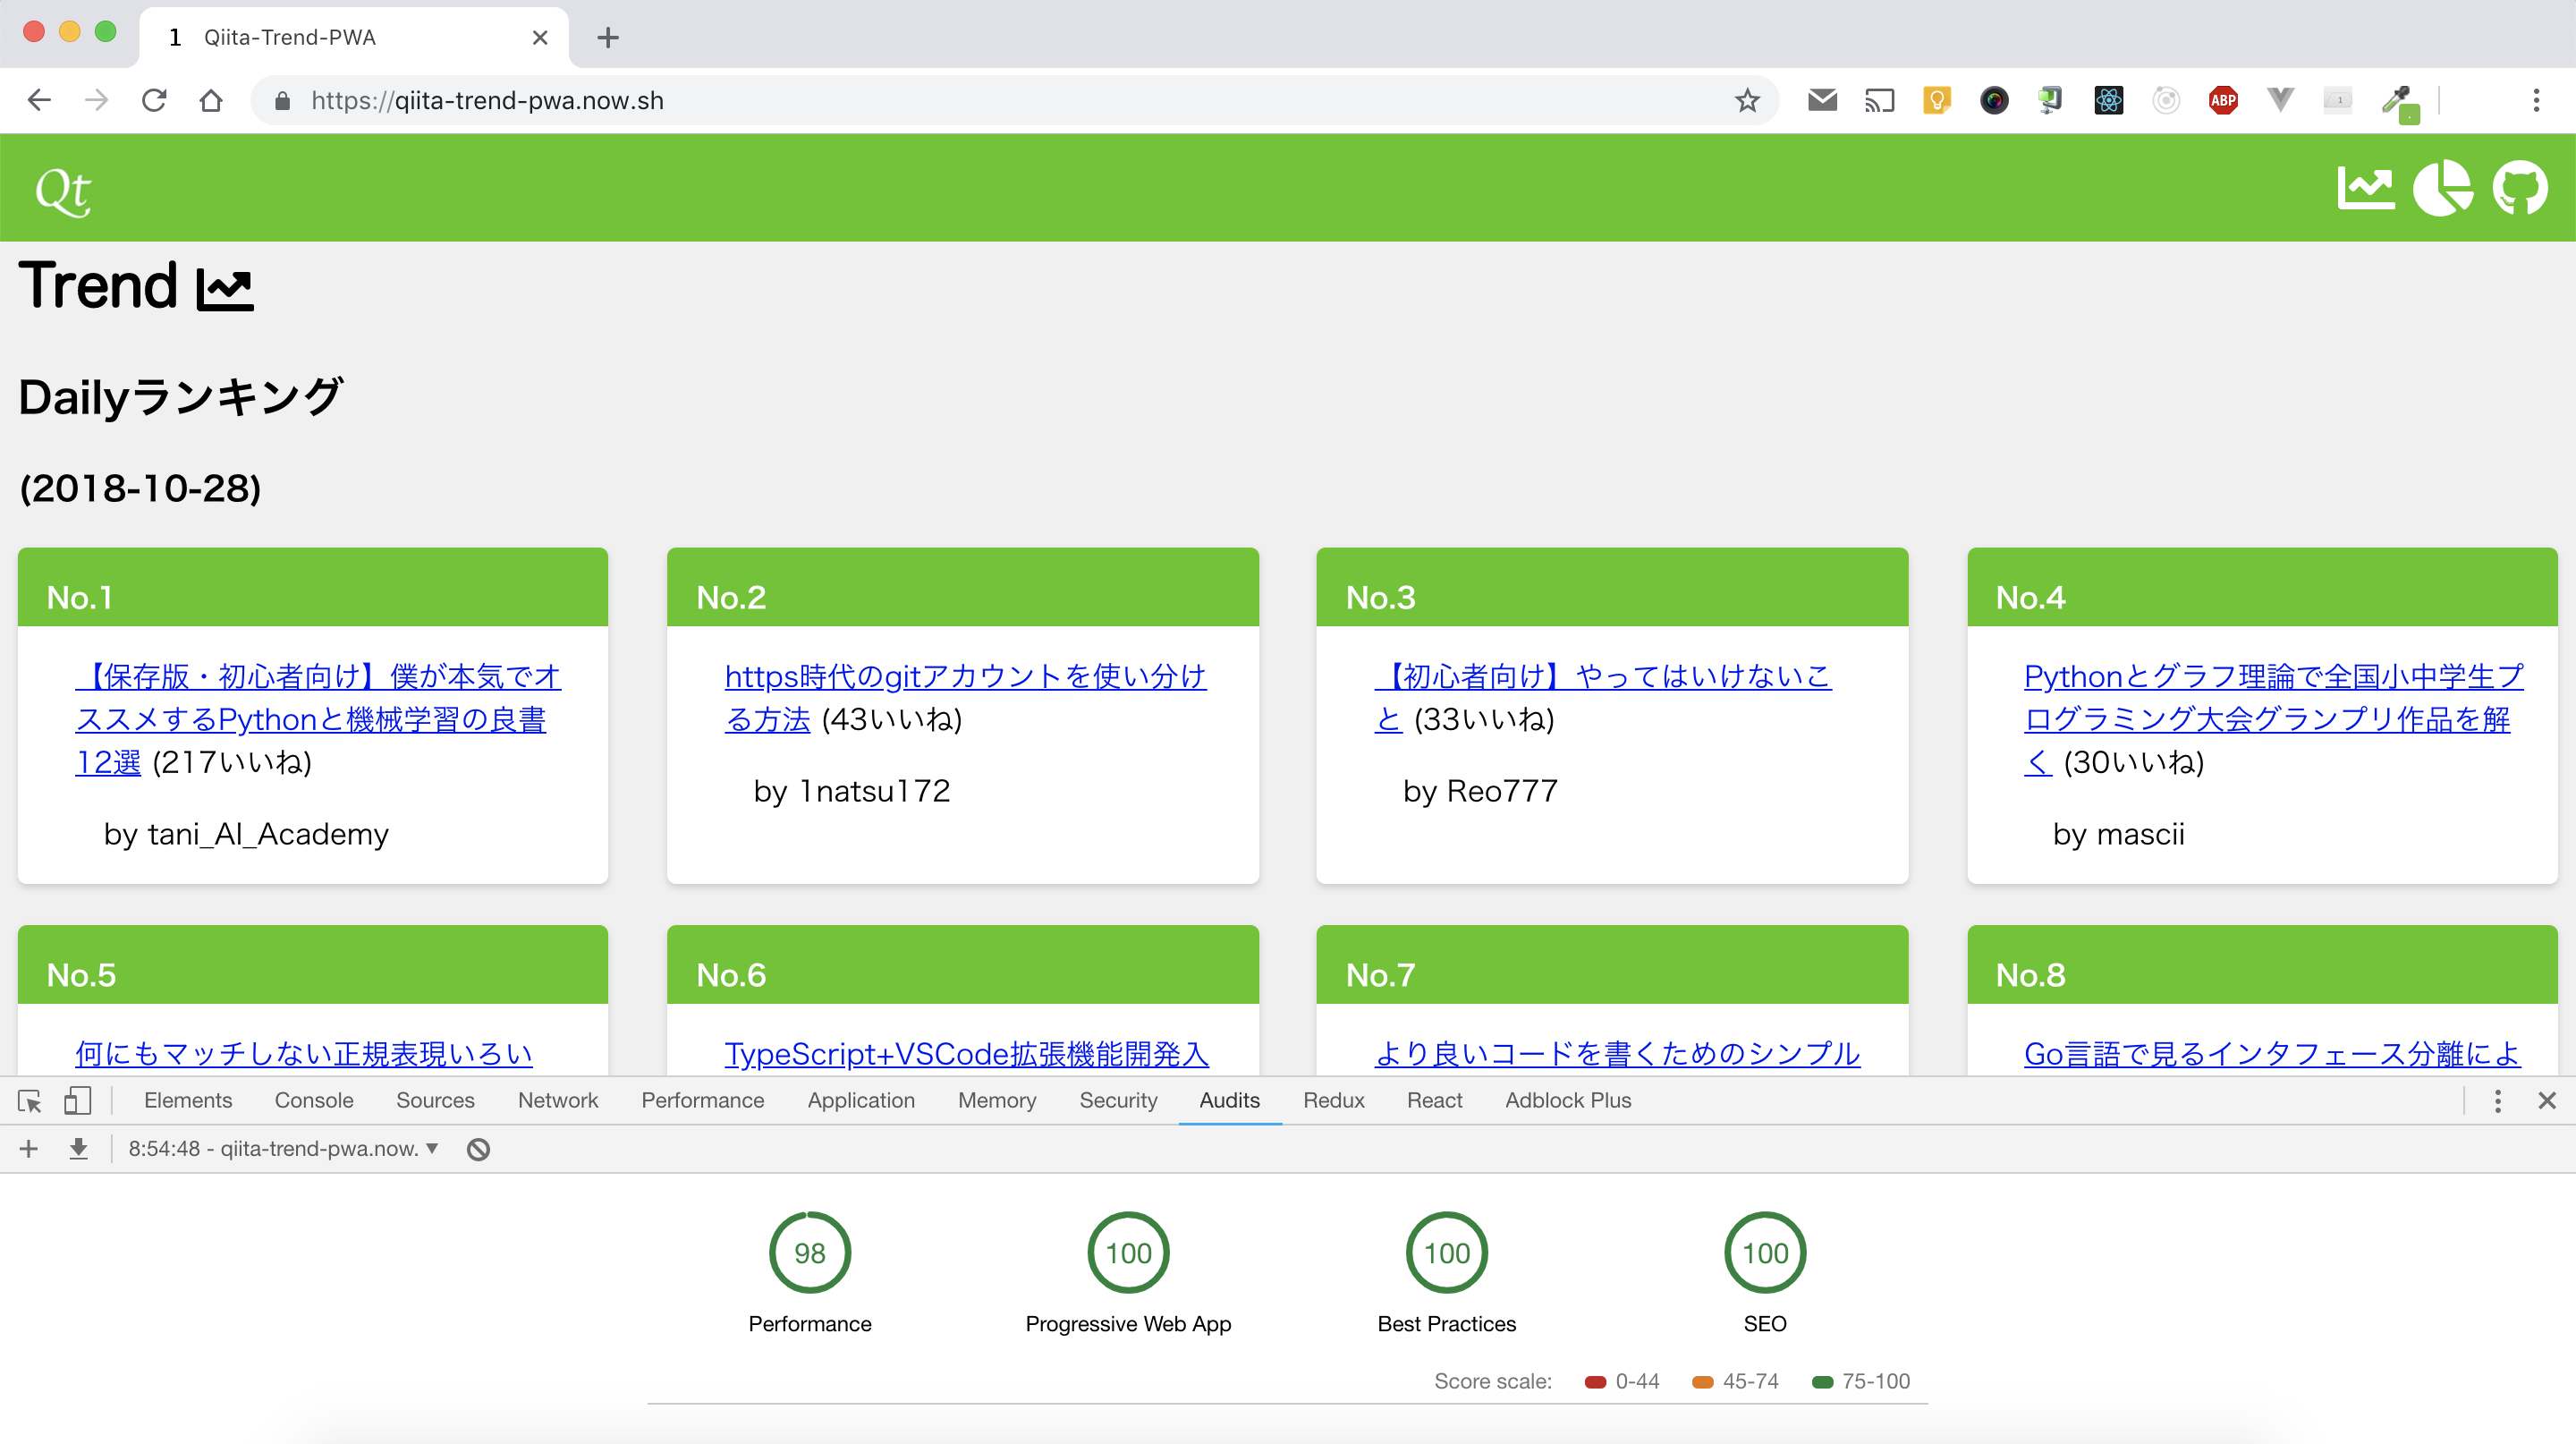 1 Qiita-Trend-PWA
https://qiita-trend-pwa.now.sh
ABP
1
Qt
Trend
Dailyランキング
(2018-10-28)
No.1
【保存版・初心者向け】僕が本気でオ
ススメするPythonと機械学習の良書
12選 (217いいね)
by tani_AI_Academy
No.2
https時代のgitアカウントを使い分け
る方法 (43いいね)
by 1natsu172
No.3
【初心者向け】やってはいけないこ
と (33いいね)
by Reo777
No.4
Pythonとグラフ理論で全国小中学生プ
ログラミング大会グランプリ作品を解
く (30いいね)
by mascii
No.5
何にもマッチしない正規表現いろい
No.6
TypeScript+VSCode拡張機能開発入
No.7
より良いコードを書くためのシンプル
No.8
Go言語で見るインタフェース分離によ
Elements Console Sources Network Performance Application Memory Security Audits Redux React Adblock Plus
8:54:48 - qiita-trend-pwa.now. ▼
98
Performance
100
Progressive Web App
100
Best Practices
100
SEO
Score scale: 0-44 45-74 75-100